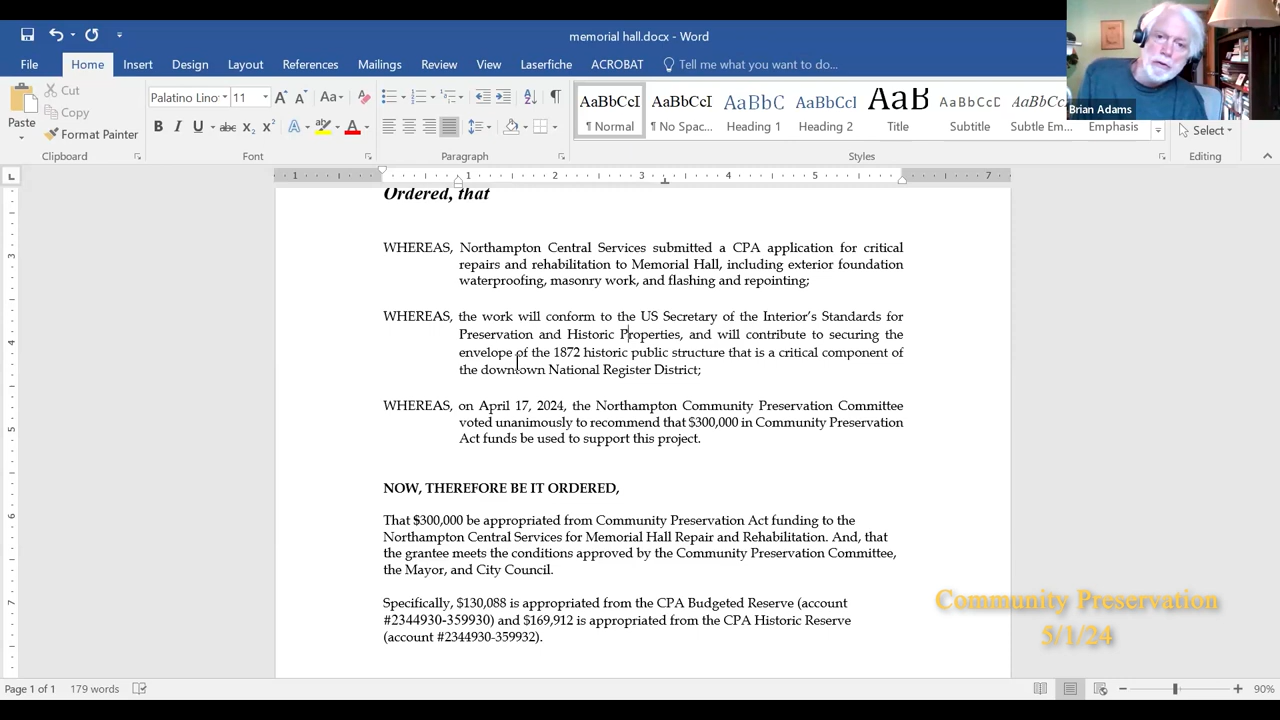 memorial hall.docx - Word
File Home Insert Design Layout References Mailings Review View Laserfiche ACROBAT Tell me what you want to do...
Brian Adams
Paste
Cut
Copy
Format Painter
Clipboard
Palatino Lino 11
Font
Paragraph
AaBbCcI AaBbCcI AaBbC AaBbCcI AaB AaBbCcD AaBbCcI
¶ Normal ¶ No Spac... Heading 1 Heading 2 Title Subtitle Subtle Em... Emphasis
Styles
Select
Editing
1 1 2 3 4 5 7
Ordered, that
WHEREAS, Northampton Central Services submitted a CPA application for critical
repairs and rehabilitation to Memorial Hall, including exterior foundation
waterproofing, masonry work, and flashing and repointing;
WHEREAS, the work will conform to the US Secretary of the Interior's Standards for
Preservation and Historic Properties, and will contribute to securing the
envelope of the 1872 historic public structure that is a critical component of
the downtown National Register District;
WHEREAS, on April 17, 2024, the Northampton Community Preservation Committee
voted unanimously to recommend that $300,000 in Community Preservation
Act funds be used to support this project.
NOW, THEREFORE BE IT ORDERED,
That $300,000 be appropriated from Community Preservation Act funding to the
Northampton Central Services for Memorial Hall Repair and Rehabilitation. And, that
the grantee meets the conditions approved by the Community Preservation Committee,
the Mayor, and City Council.
Specifically, $130,088 is appropriated from the CPA Budgeted Reserve (account
#2344930-359930) and $169,912 is appropriated from the CPA Historic Reserve
(account #2344930-359932).
Community Preservation
5/1/24
3
4
5
6
7
Page 1 of 1 179 words 90%